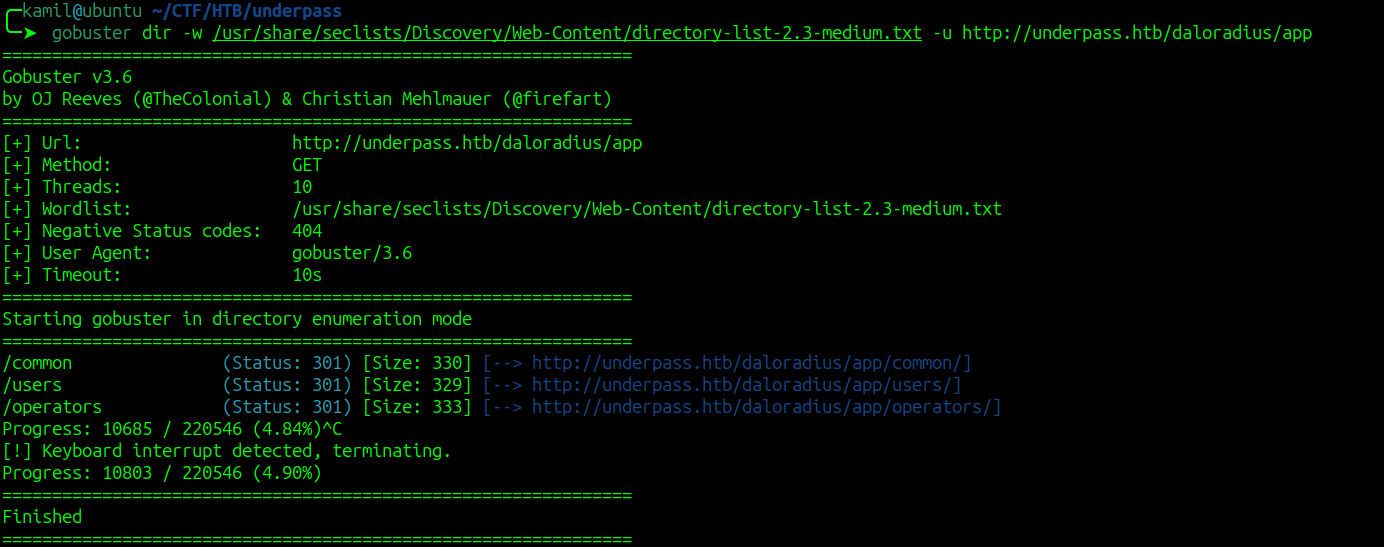 kamil@ubuntu ~/CTF/HTB/underpass
➤ gobuster dir -w /usr/share/seclists/Discovery/Web-Content/directory-list-2.3-medium.txt -u http://underpass.htb/daloradius/app
===============================================================
Gobuster v3.6
by OJ Reeves (@TheColonial) & Christian Mehlmauer (@firefart)
===============================================================
[+] Url:                     http://underpass.htb/daloradius/app
[+] Method:                  GET
[+] Threads:                 10
[+] Wordlist:                /usr/share/seclists/Discovery/Web-Content/directory-list-2.3-medium.txt
[+] Negative Status codes:   404
[+] User Agent:              gobuster/3.6
[+] Timeout:                 10s
===============================================================
Starting gobuster in directory enumeration mode
===============================================================
/common               (Status: 301) [Size: 330] [--> http://underpass.htb/daloradius/app/common/]
/users                (Status: 301) [Size: 329] [--> http://underpass.htb/daloradius/app/users/]
/operators            (Status: 301) [Size: 333] [--> http://underpass.htb/daloradius/app/operators/]
Progress: 10685 / 220546 (4.84%)^C
[!] Keyboard interrupt detected, terminating.
Progress: 10803 / 220546 (4.90%)
===============================================================
Finished
===============================================================